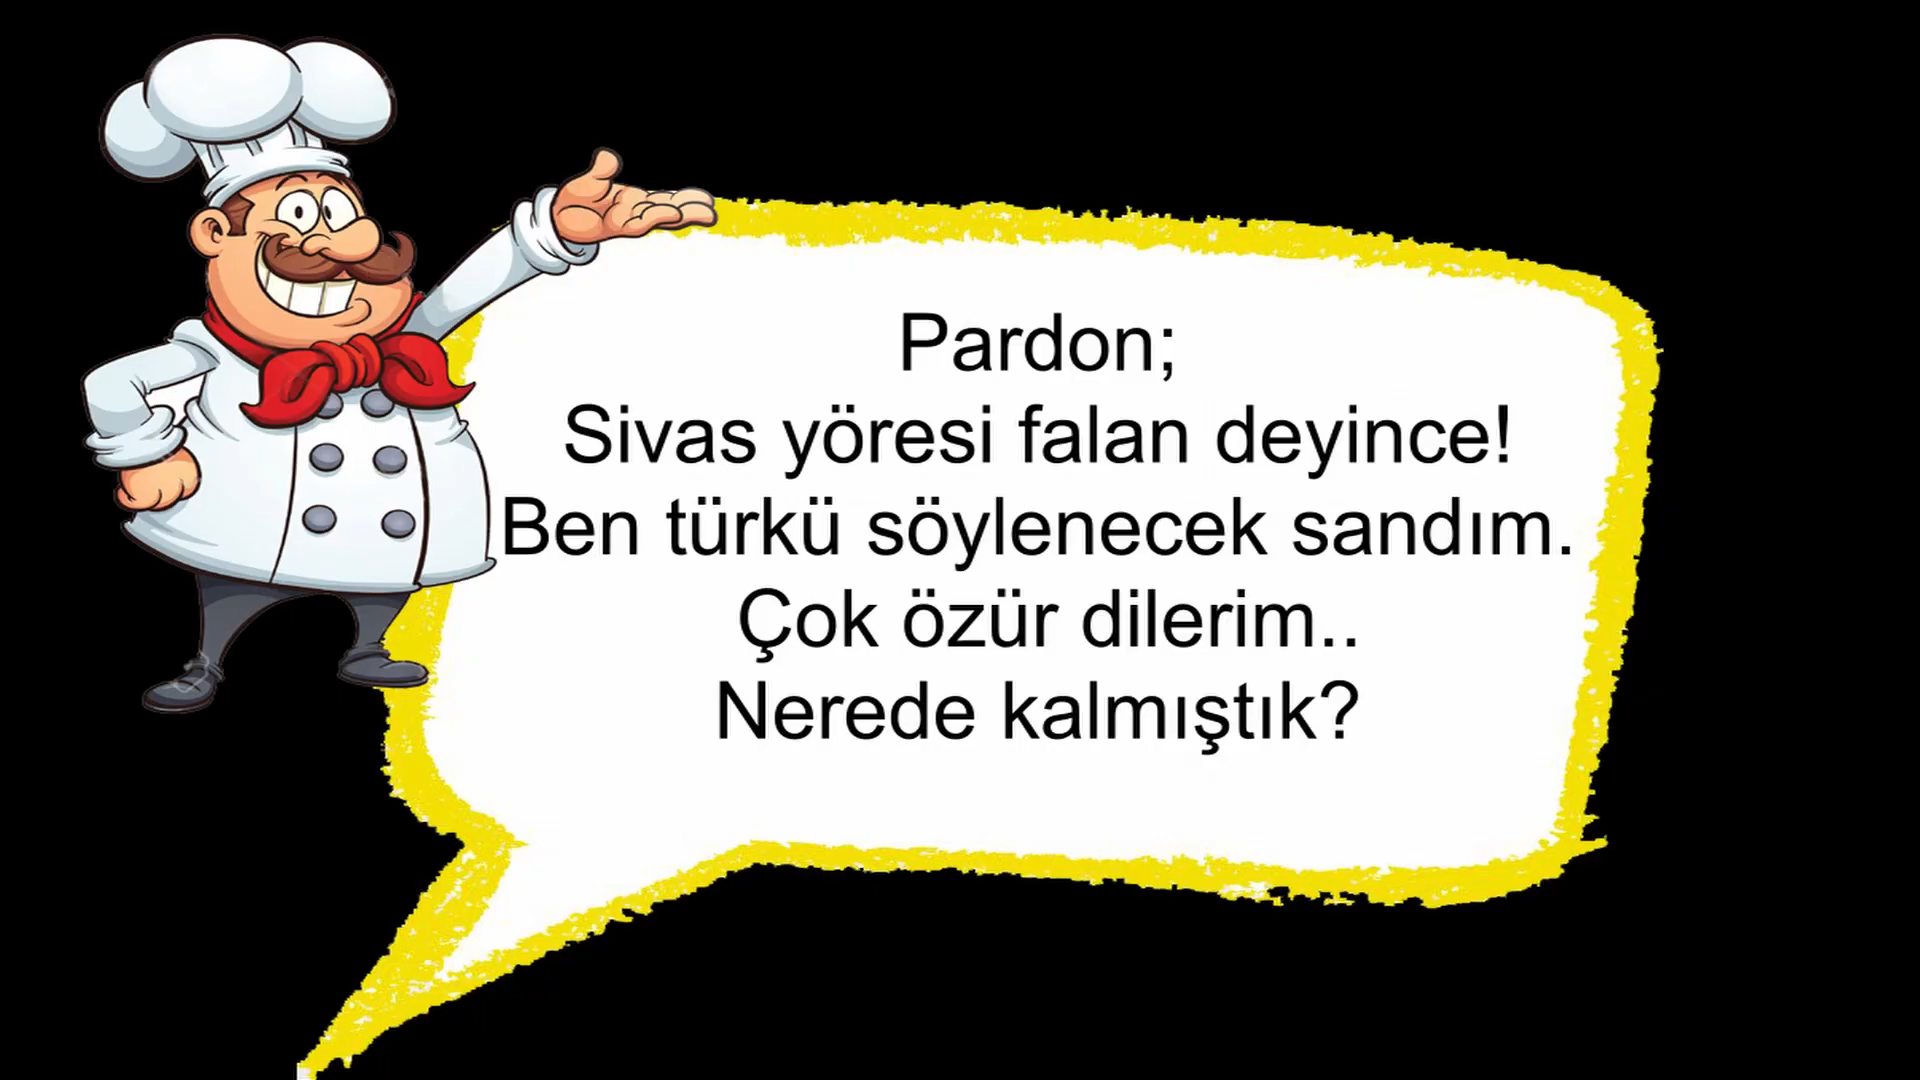 Pardon;
Sivas yöresi falan deyince!
Ben türkü söylenecek sandım.
Çok özür dilerim..
Nerede kalmıştık?